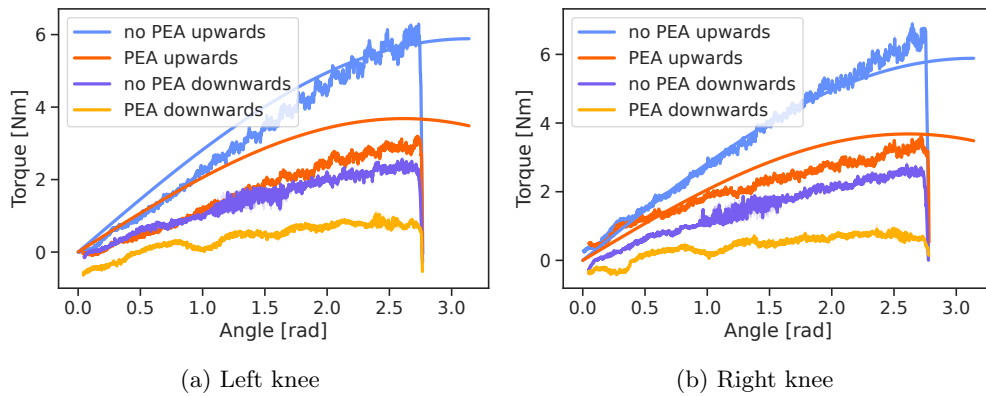 no PEA upwards
PEA upwards
no PEA downwards
PEA downwards
Torque [Nm]
6
4
2
0
0.0 0.5 1.0 1.5 2.0 2.5 3.0
Angle [rad]
(a) Left knee
no PEA upwards
PEA upwards
no PEA downwards
PEA downwards
Torque [Nm]
6
4
2
0
0.0 0.5 1.0 1.5 2.0 2.5 3.0
Angle [rad]
(b) Right knee